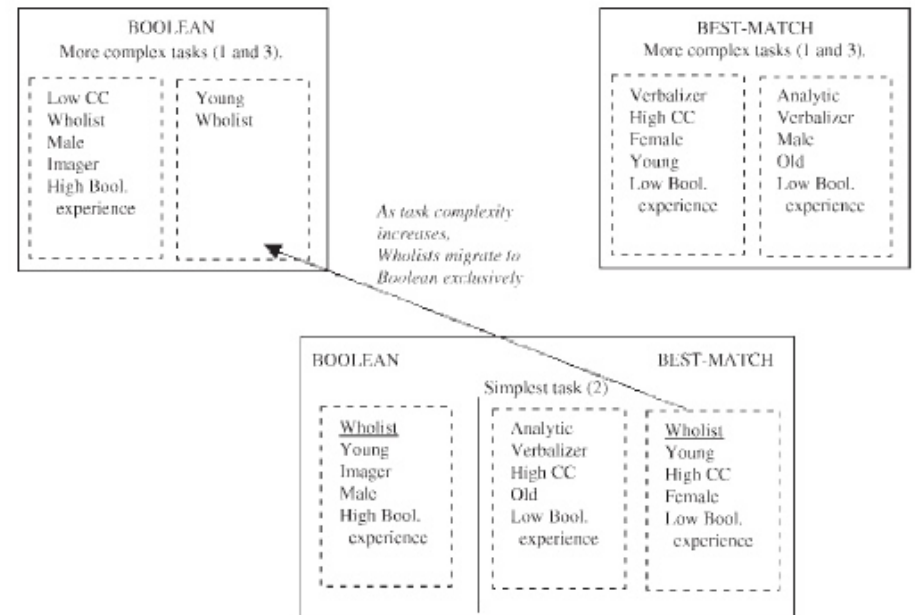 BOOLEAN
More complex tasks (1 and 3).
Low CC
Wholist
Male
Imager
High Bool.
experience
Young
Wholist
BEST-MATCH
More complex tasks (1 and 3).
Verbalizer
High CC
Female
Young
Low Bool.
experience
Analytic
Verbalizer
Male
Old
Low Bool.
experience
As task complexity
increases,
Wholists migrate to
Boolean exclusively
BOOLEAN
BEST-MATCH
Simplest task (2)
Wholist
Young
Imager
Male
High Bool.
experience
Analytic
Verbalizer
High CC
Old
Low Bool.
experience
Wholist
Young
High CC
Female
Low Bool.
experience